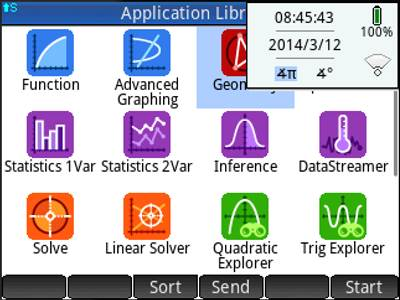 ↑S
Application Libr
08:45:43
2014/3/12
100%
∡π ∡°
Function
Advanced
Graphing
Statistics 1Var
Statistics 2Var
Inference
DataStreamer
Solve
Linear Solver
Quadratic
Explorer
Trig Explorer
Sort
Send
Start